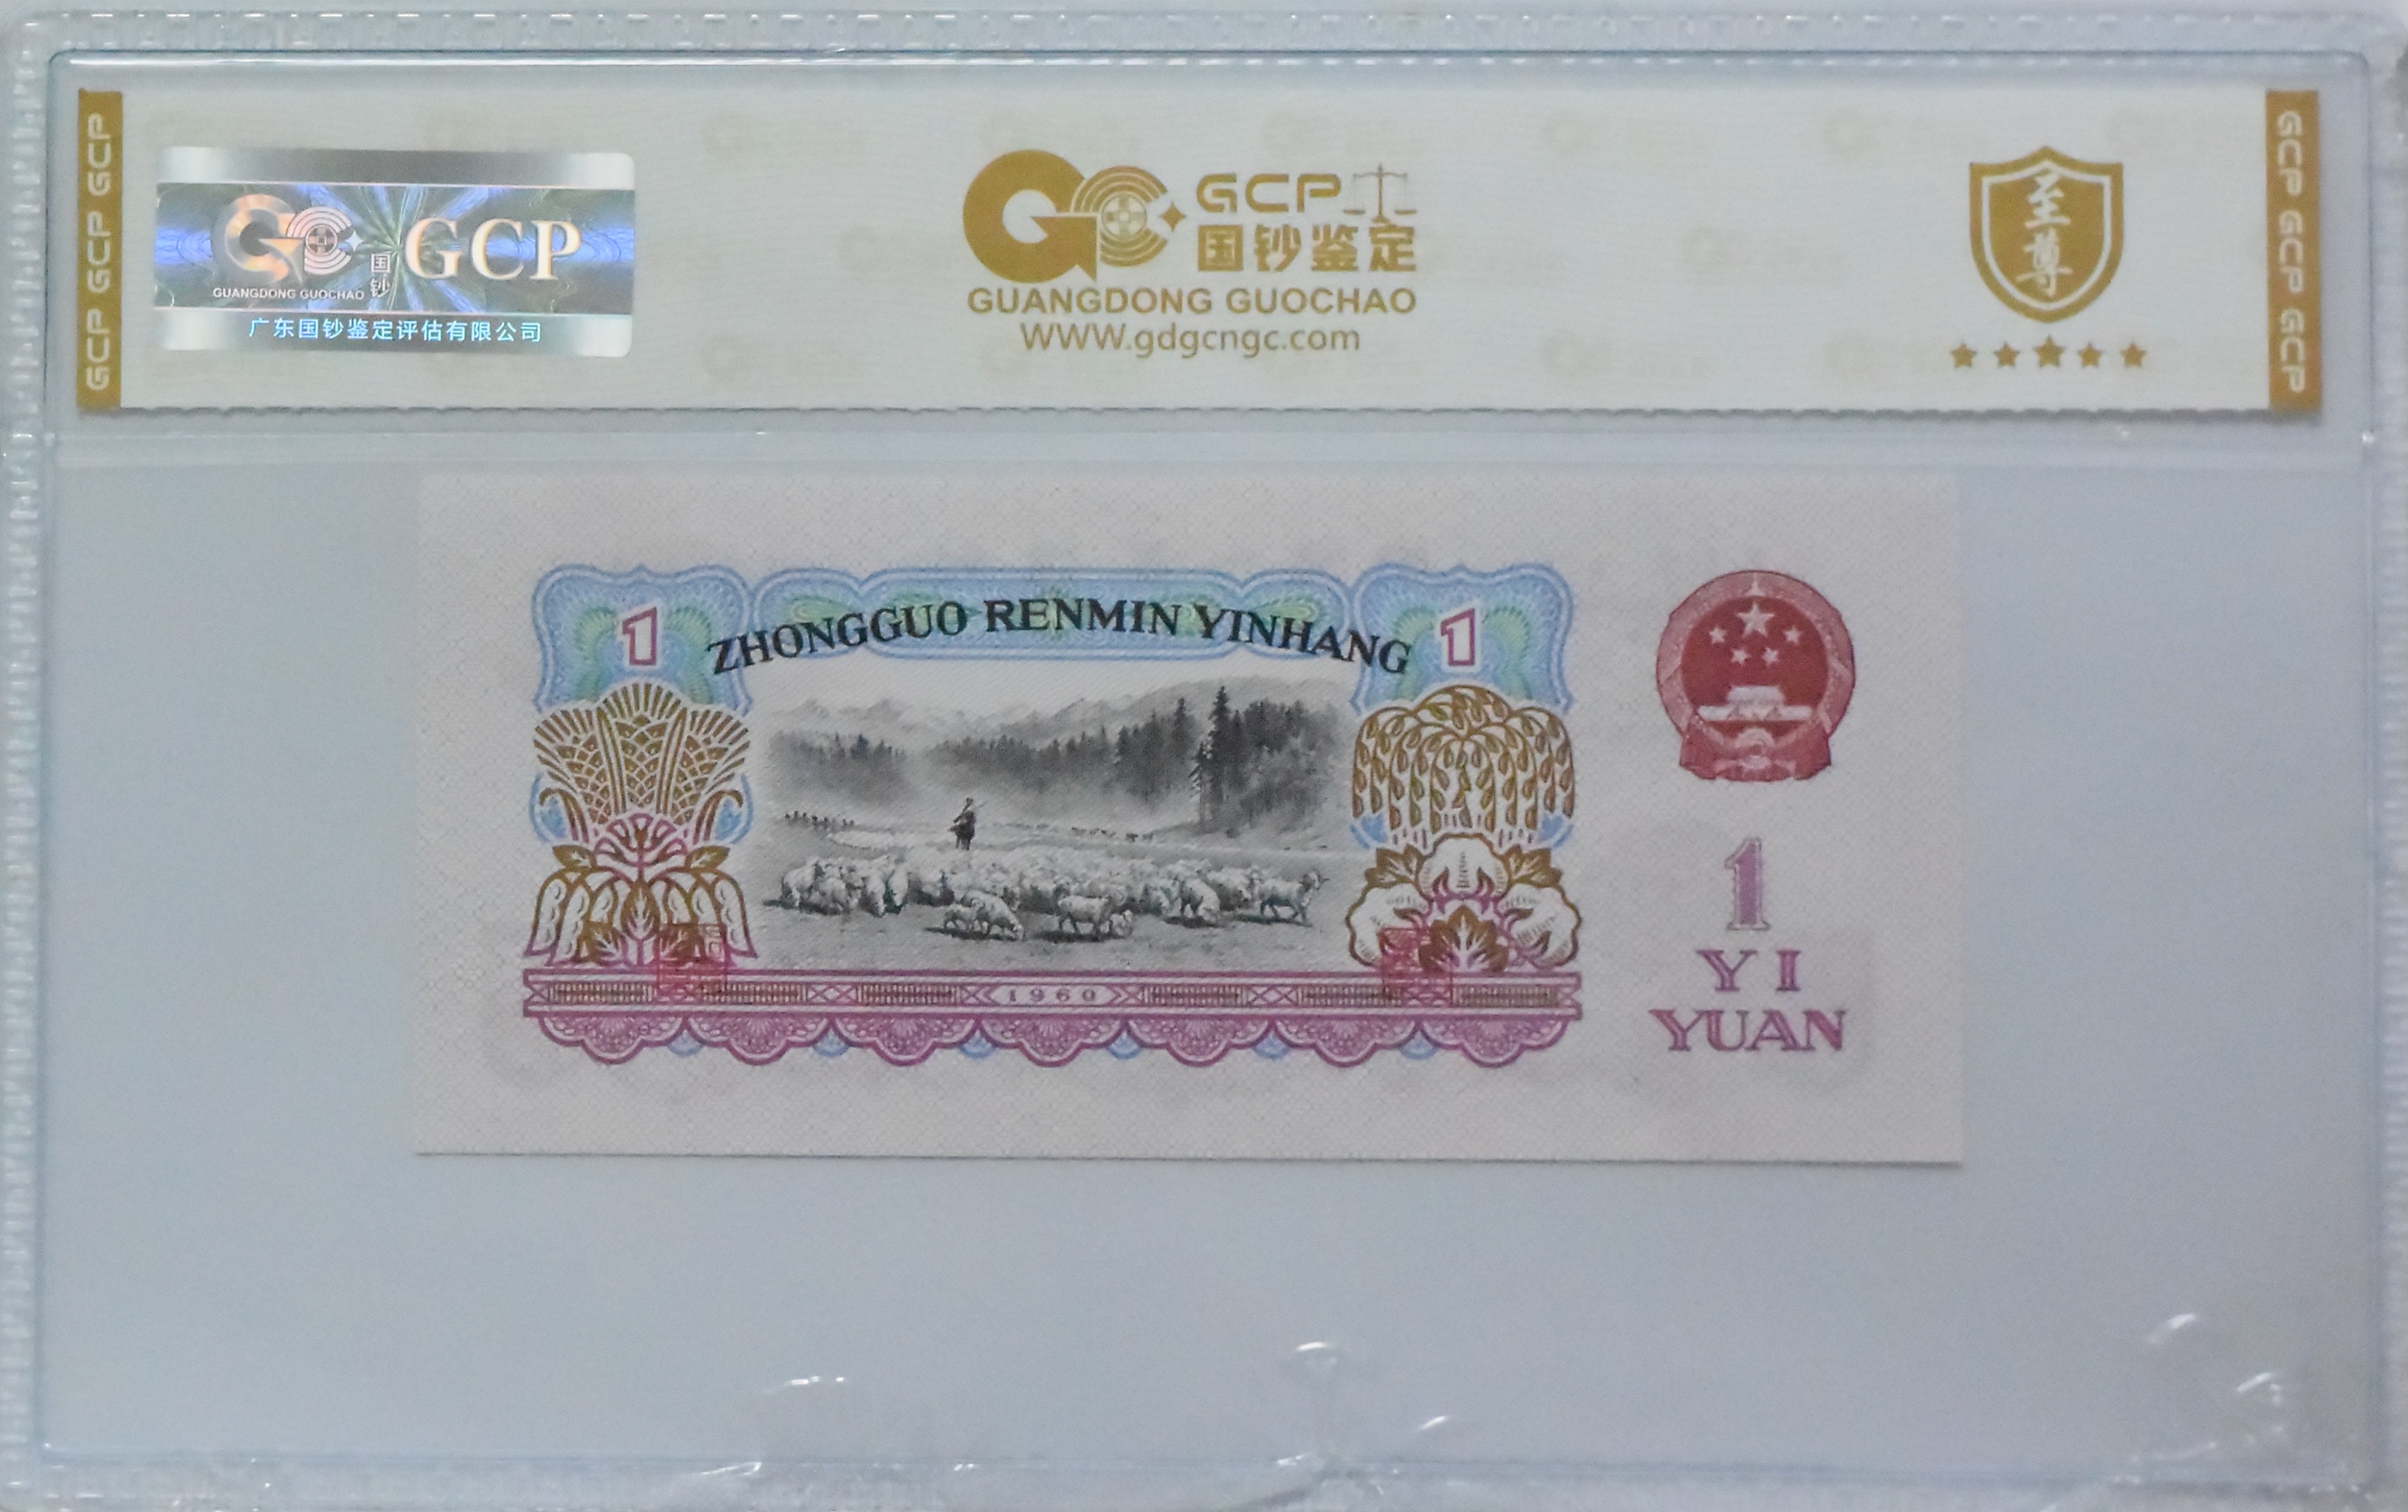 GCP GCP GCP
GCP
国钞
GUANGDONG GUOCHAO
广东国钞鉴定评估有限公司
GCP
国钞鉴定
GUANGDONG GUOCHAO
WWW.gdgcngc.com
至尊
GCP GCP GCP
1
ZHONGGUO RENMIN YINHANG
1
1960
1
YI
YUAN